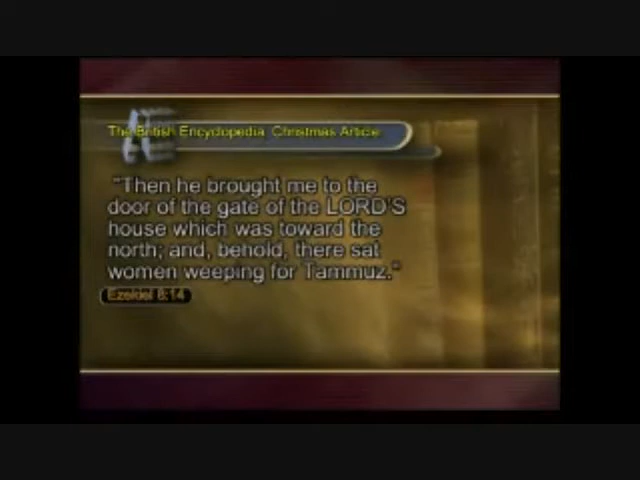 The British Encyclopedia, Christmas Article
"Then he brought me to the
door of the gate of the LORD'S
house which was toward the
north; and, behold, there sat
women weeping for Tammuz."
Ezekiel 8:14